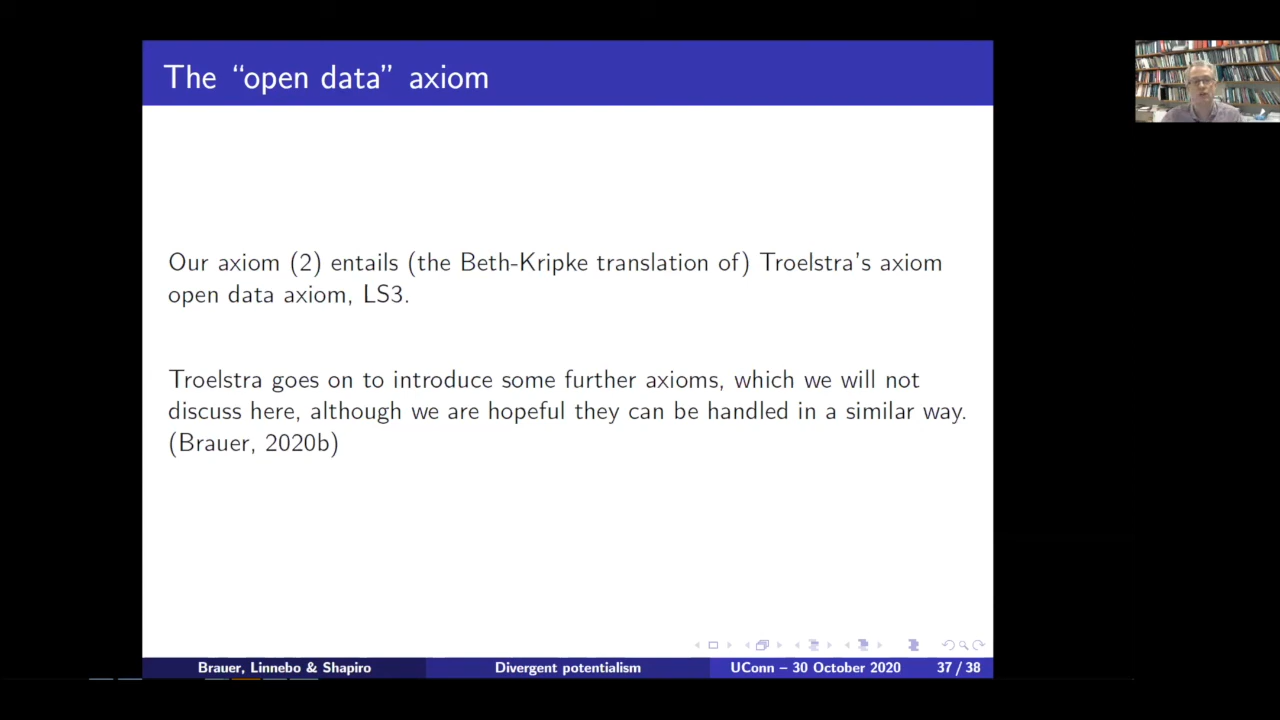 The “open data” axiom
Our axiom (2) entails (the Beth-Kripke translation of) Troelstra’s axiom
open data axiom, LS3.
Troelstra goes on to introduce some further axioms, which we will not
discuss here, although we are hopeful they can be handled in a similar way.
(Brauer, 2020b)
Brauer, Linnebo & Shapiro
Divergent potentialism
UConn – 30 October 2020
37 / 38